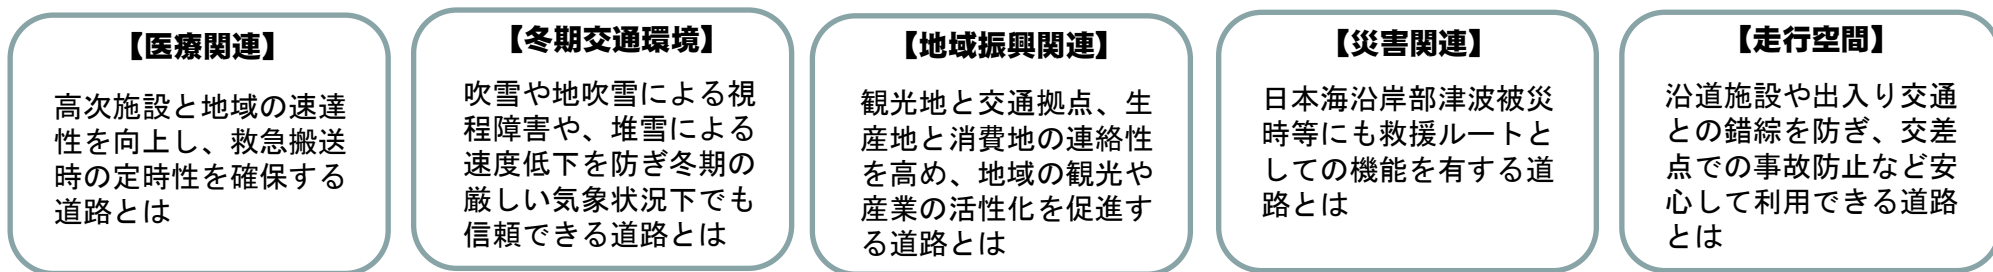 【医療関連】
高次施設と地域の速達
性を向上し、救急搬送
時の定時性を確保する
道路とは
【冬期交通環境】
吹雪や地吹雪による視
程障害や、堆雪による
速度低下を防ぎ冬期の
厳しい気象状況下でも
信頼できる道路とは
【地域振興関連】
観光地と交通拠点、生
産地と消費地の連絡性
を高め、地域の観光や
産業の活性化を促進す
る道路とは
【災害関連】
日本海沿岸部津波被災
時等にも救援ルートと
しての機能を有する道
路とは
【走行空間】
沿道施設や出入り交通
との錯綜を防ぎ、交差
点での事故防止など安
心して利用できる道路
とは